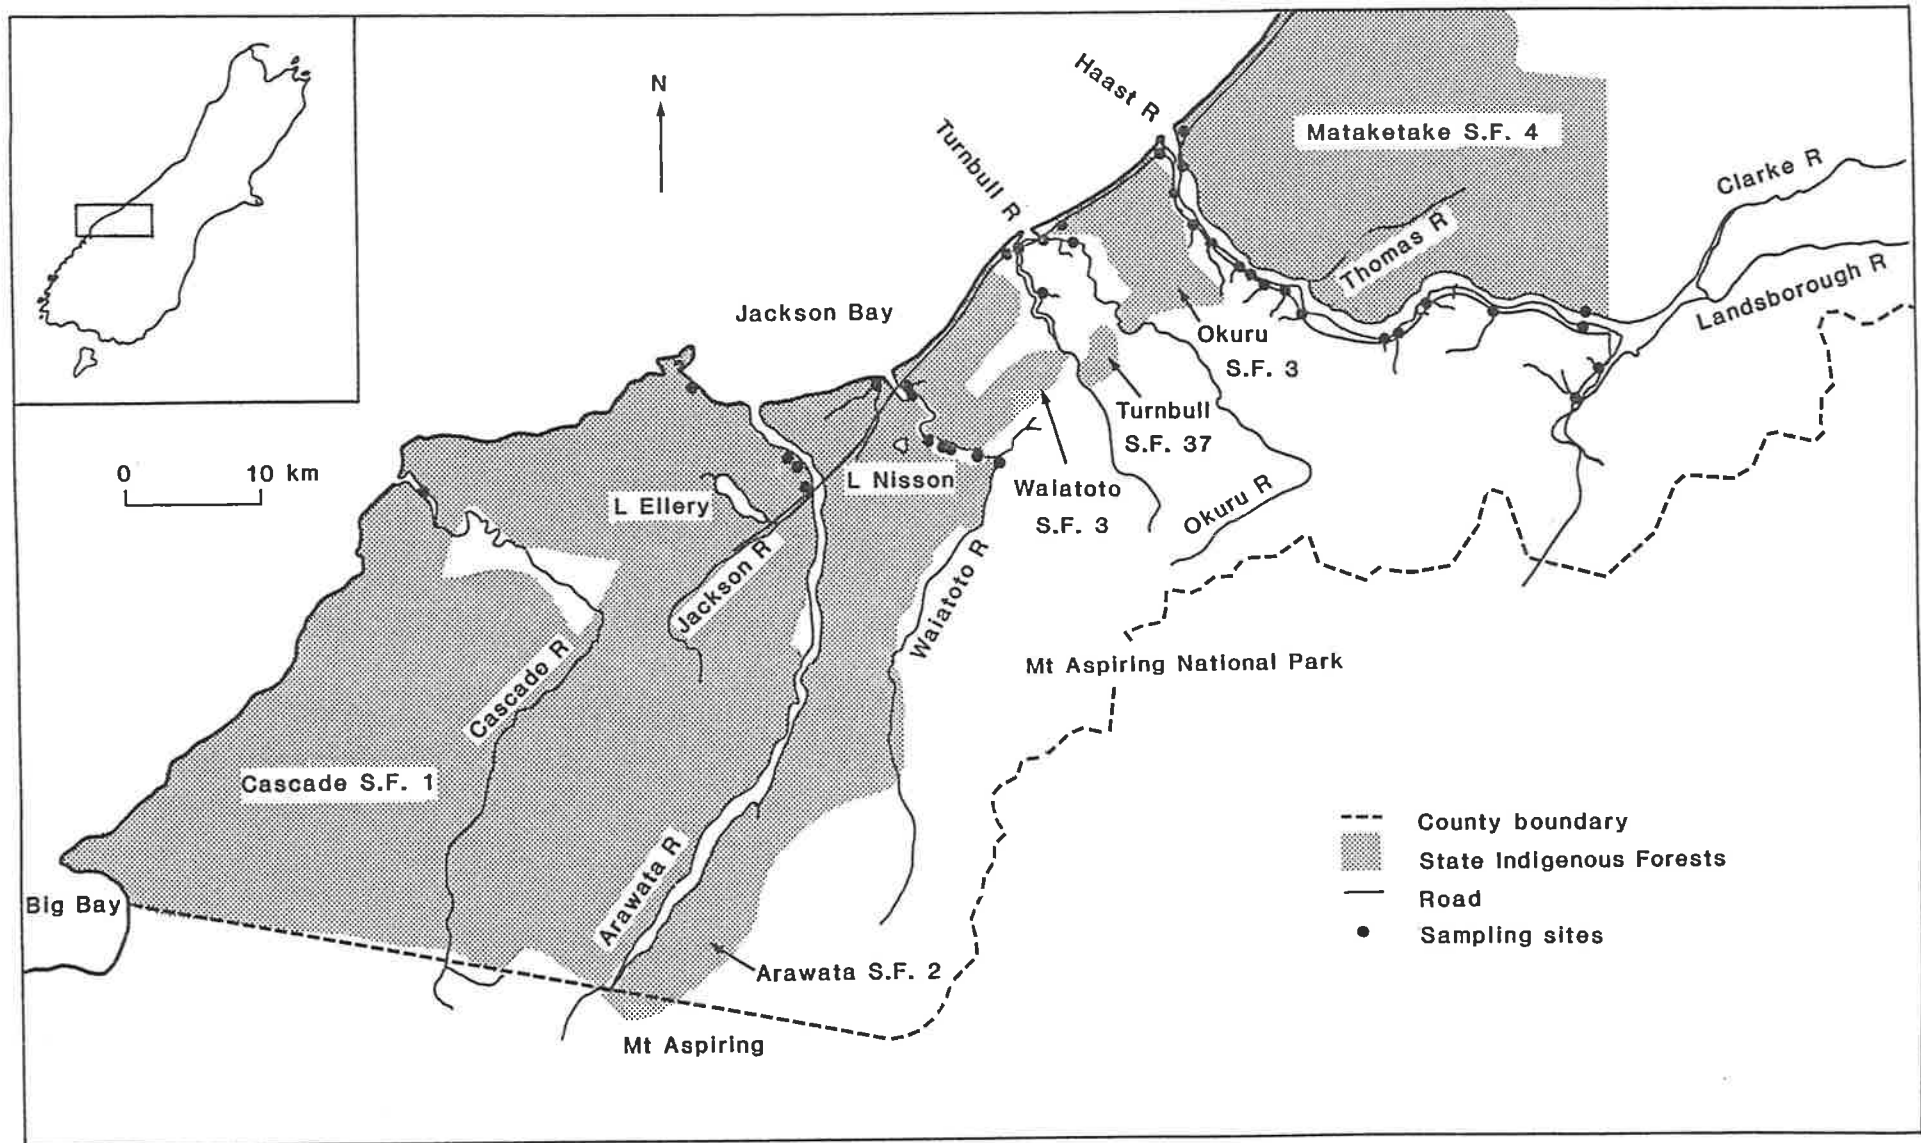 N
Haast R
Turnbull R
Mataketake S.F. 4
Clarke R
Thomas R
Landsborough R
Jackson Bay
Okuru
S.F. 3
Turnbull
S.F. 37
0 10 km
L Ellery
L Nisson
Waiatoto
S.F. 3
Okuru R
Jackson R
Waiatoto R
Cascade R
Mt Aspiring National Park
Cascade S.F. 1
Arawata R
Big Bay
Arawata S.F. 2
Mt Aspiring
County boundary
State Indigenous Forests
Road
Sampling sites